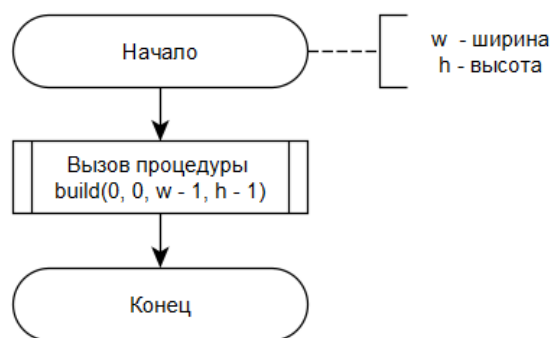 Начало
w - ширина
h - высота
Вызов процедуры
build(0, 0, w - 1, h - 1)
Конец